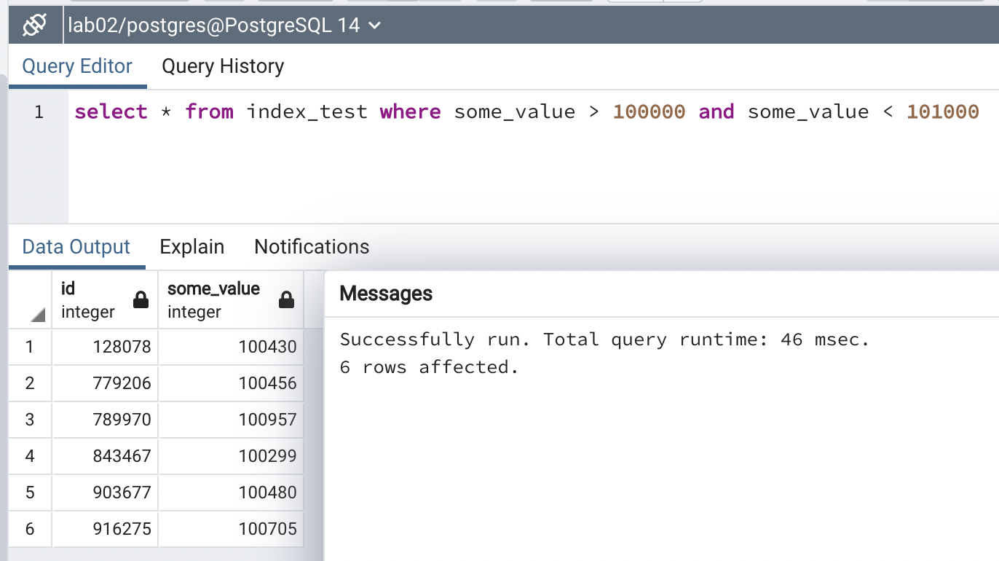 lab02/postgres@PostgreSQL 14
Query Editor Query History
1 select * from index_test where some_value > 100000 and some_value < 101000
Data Output Explain Notifications
id some_value
integer integer
1 128078 100430
2 779206 100456
3 789970 100957
4 843467 100299
5 903677 100480
6 916275 100705
Messages
Successfully run. Total query runtime: 46 msec.
6 rows affected.